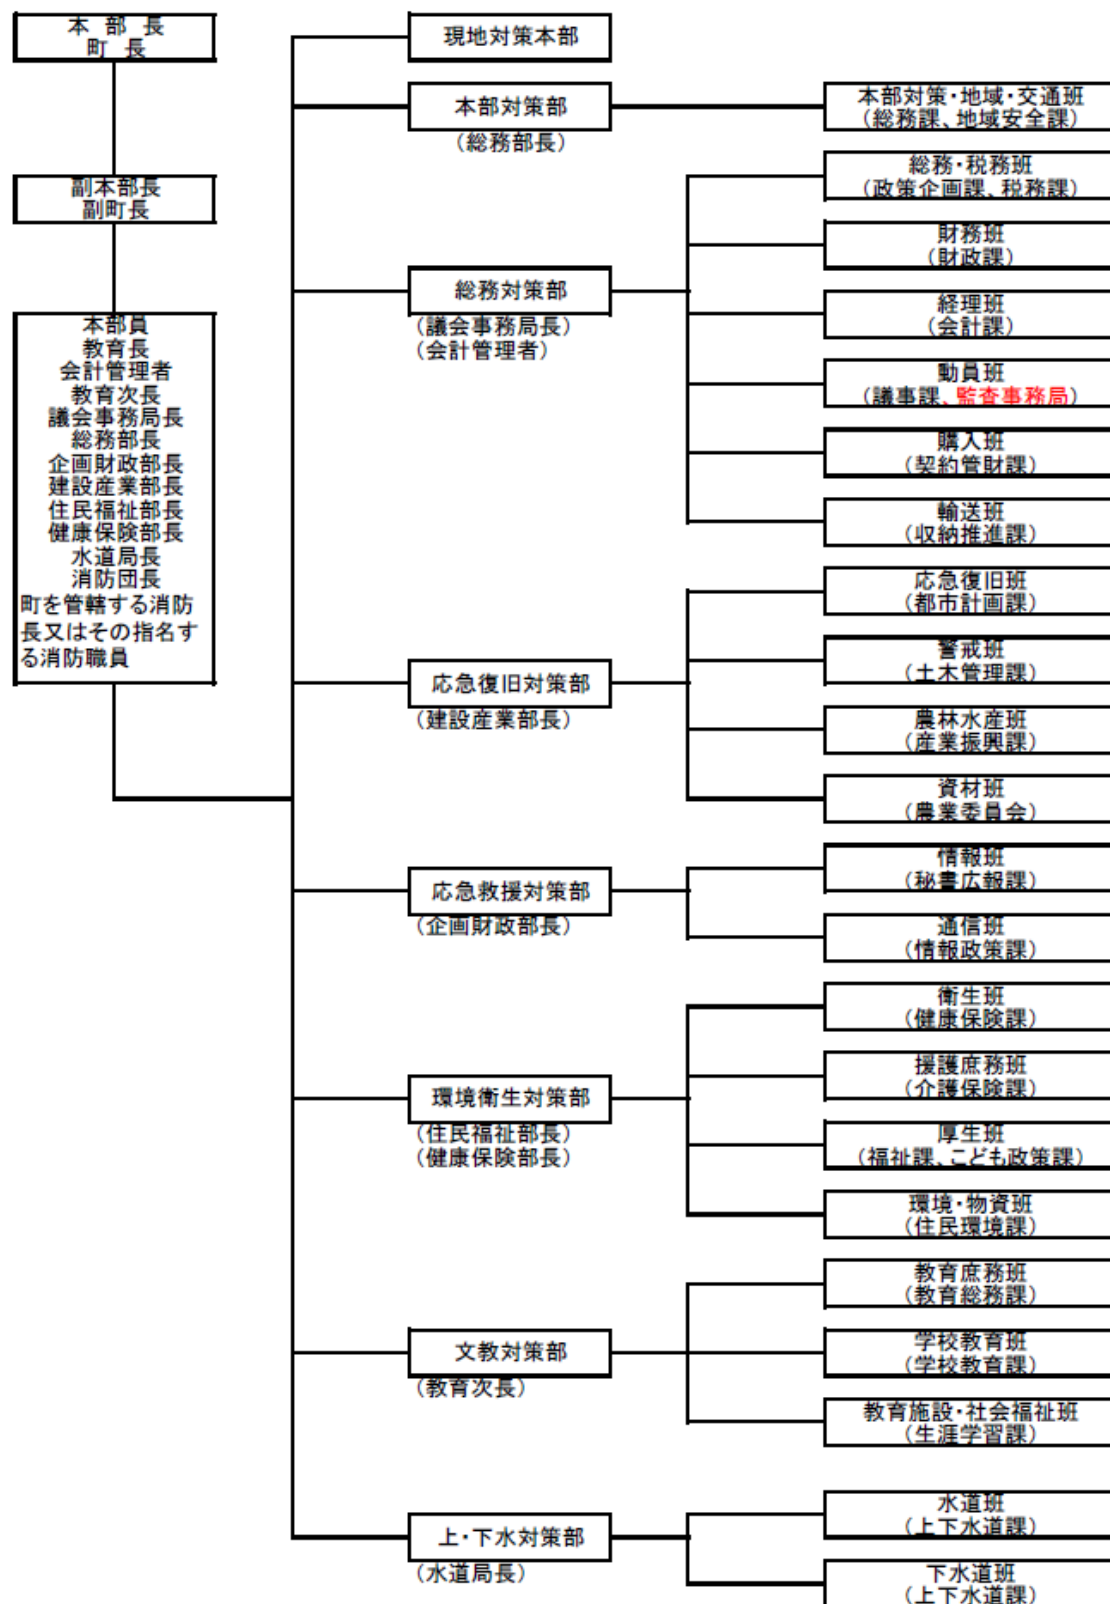 本 部 長
町 長
副本部長
副町長
本部員
教育長
会計管理者
教育次長
議会事務局長
総務部長
企画財政部長
建設産業部長
住民福祉部長
健康保険部長
水道局長
消防団長
町を管轄する消防
長又はその指名す
る消防職員
現地対策本部
本部対策部
(総務部長)
本部対策・地域・交通班
(総務課、地域安全課)
総務対策部
(議会事務局長)
(会計管理者)
総務・税務班
(政策企画課、税務課)
財務班
(財政課)
経理班
(会計課)
動員班
(議事課、監査事務局)
購入班
(契約管財課)
輸送班
(収納推進課)
応急復旧対策部
(建設産業部長)
応急復旧班
(都市計画課)
警戒班
(土木管理課)
農林水産班
(産業振興課)
資材班
(農業委員会)
応急救援対策部
(企画財政部長)
情報班
(秘書広報課)
通信班
(情報政策課)
環境衛生対策部
(住民福祉部長)
(健康保険部長)
衛生班
(健康保険課)
援護庶務班
(介護保険課)
厚生班
(福祉課、こども政策課)
環境・物資班
(住民環境課)
文教対策部
(教育次長)
教育庶務班
(教育総務課)
学校教育班
(学校教育課)
教育施設・社会福祉班
(生涯学習課)
上・下水対策部
(水道局長)
水道班
(上下水道課)
下水道班
(上下水道課)